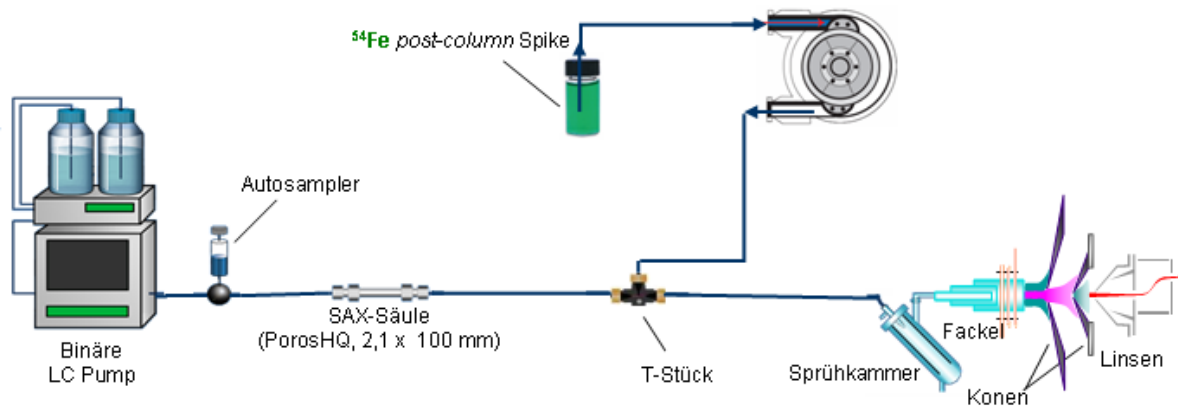 ⁵⁴Fe post-column Spike
Autosampler
SAX-Säule
(PorosHQ, 2,1 x 100 mm)
Binäre
LC Pump
T-Stück
Sprühkammer
Fackel
Konen
Linsen